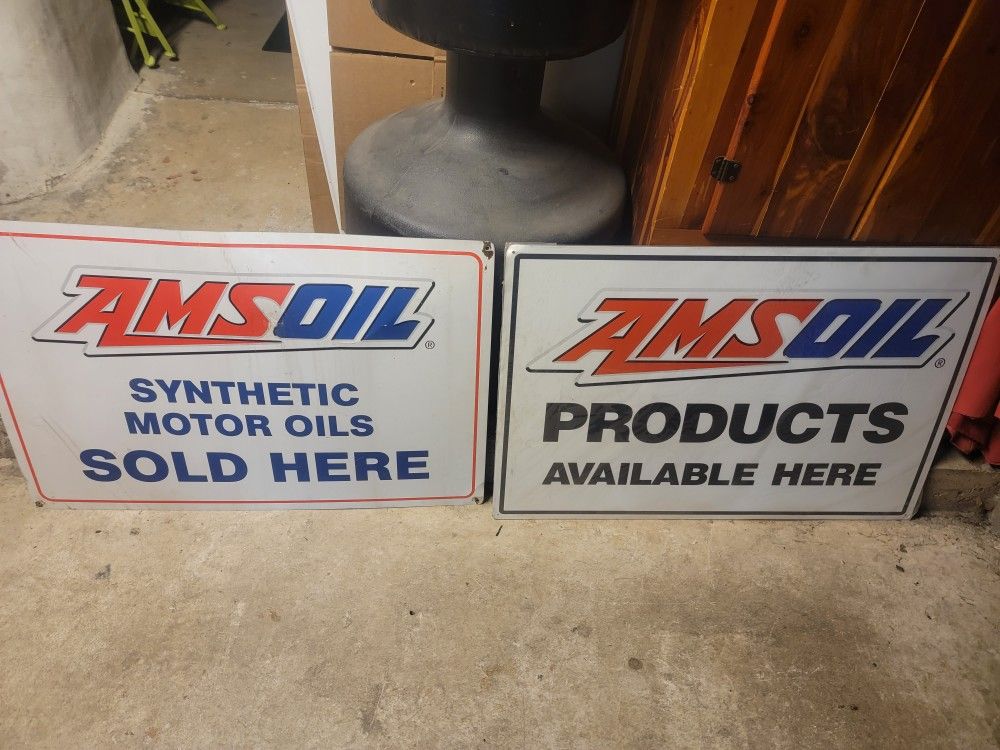 AMSOIL®
SYNTHETIC
MOTOR OILS
SOLD HERE
AMSOIL®
PRODUCTS
AVAILABLE HERE